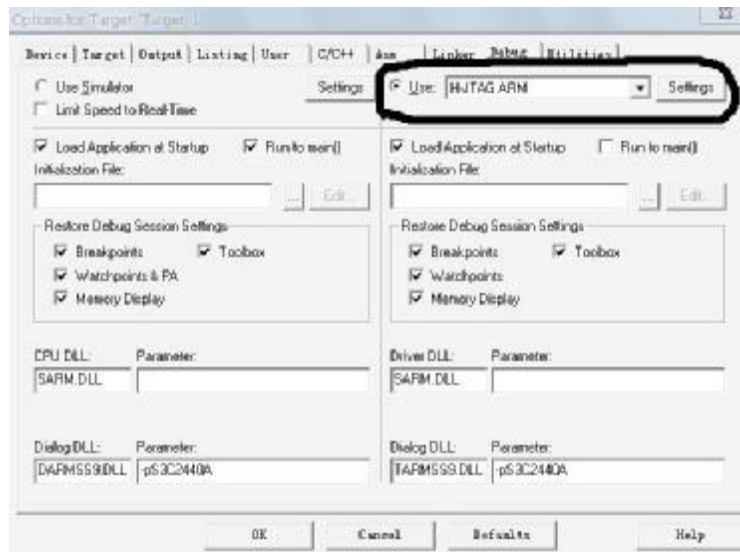 Options for Target 'Target 1'
Device Target Output Listing User C/C++ Asm Linker Debug Utilities
Use Simulator Settings Use: H-JTAG ARM Settings
Limit Speed to Real-Time
Load Application at Startup Run to main() Load Application at Startup Run to main()
Initialization File: Initialization File:
... Edit... ... Edit...
Restore Debug Session Settings Restore Debug Session Settings
Breakpoints Toolbox Breakpoints Toolbox
Watchpoints & PA Watchpoints
Memory Display Memory Display
CPU DLL: Parameter: Driver DLL: Parameter:
SARM.DLL SARM.DLL
Dialog DLL: Parameter: Dialog DLL: Parameter:
DARMSS9.DLL -pS3C2440A TARMSS9.DLL -pS3C2440A
OK Cancel Defaults Help